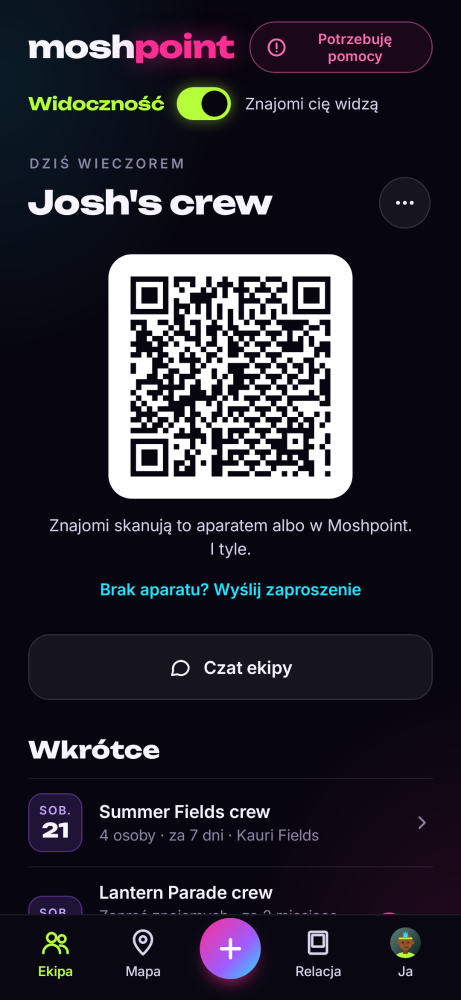 moshpoint
Potrzebuję
pomocy
Widoczność
Znajomi cię widzą
DZIŚ WIECZOREM
Josh's crew
Znajomi skanują to aparatem albo w Moshpoint.
I tyle.
Brak aparatu? Wyślij zaproszenie
Czat ekipy
Wkrótce
SOB.
21
Summer Fields crew
4 osoby · za 7 dni · Kauri Fields
SOB.
Lantern Parade crew
Ekipa
Mapa
Relacja
Ja